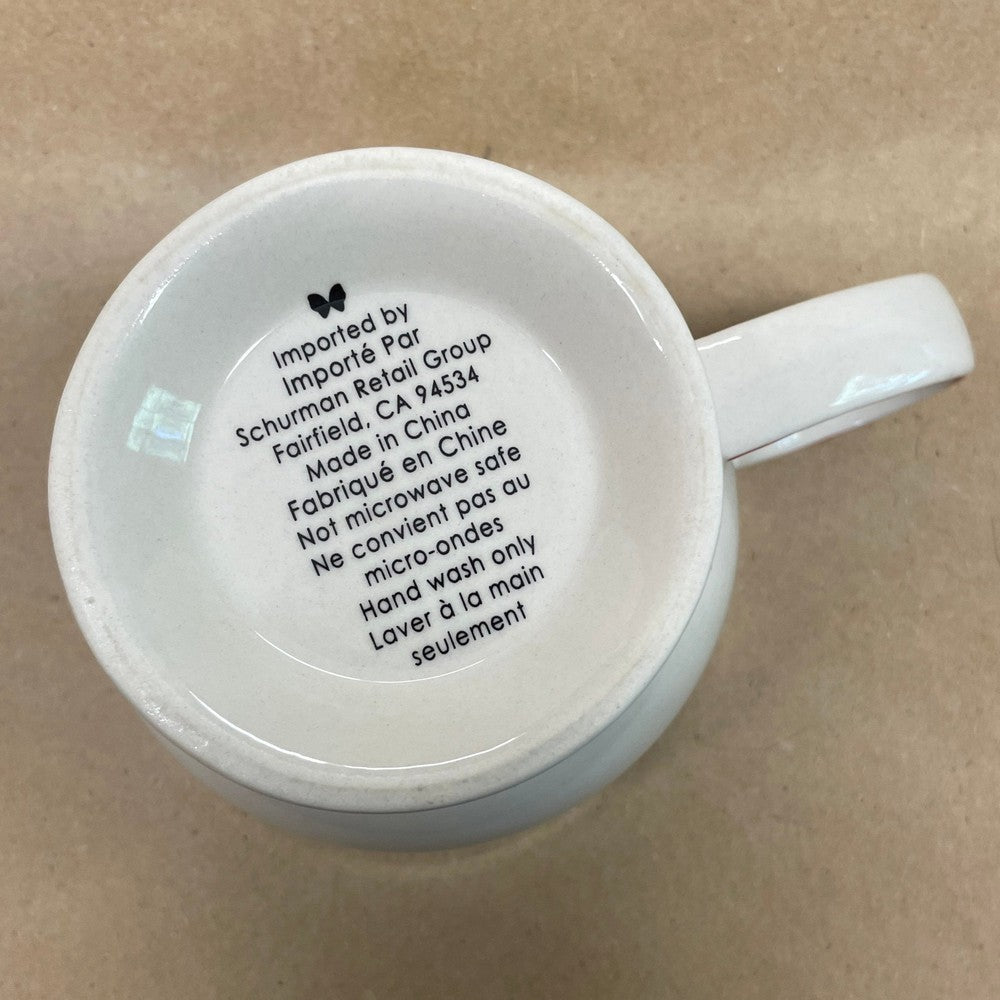 Imported by
Importé Par
Schurman Retail Group
Fairfield, CA 94534
Made in China
Fabriqué en Chine
Not microwave safe
Ne convient pas au
micro-ondes
Hand wash only
Laver à la main
seulement